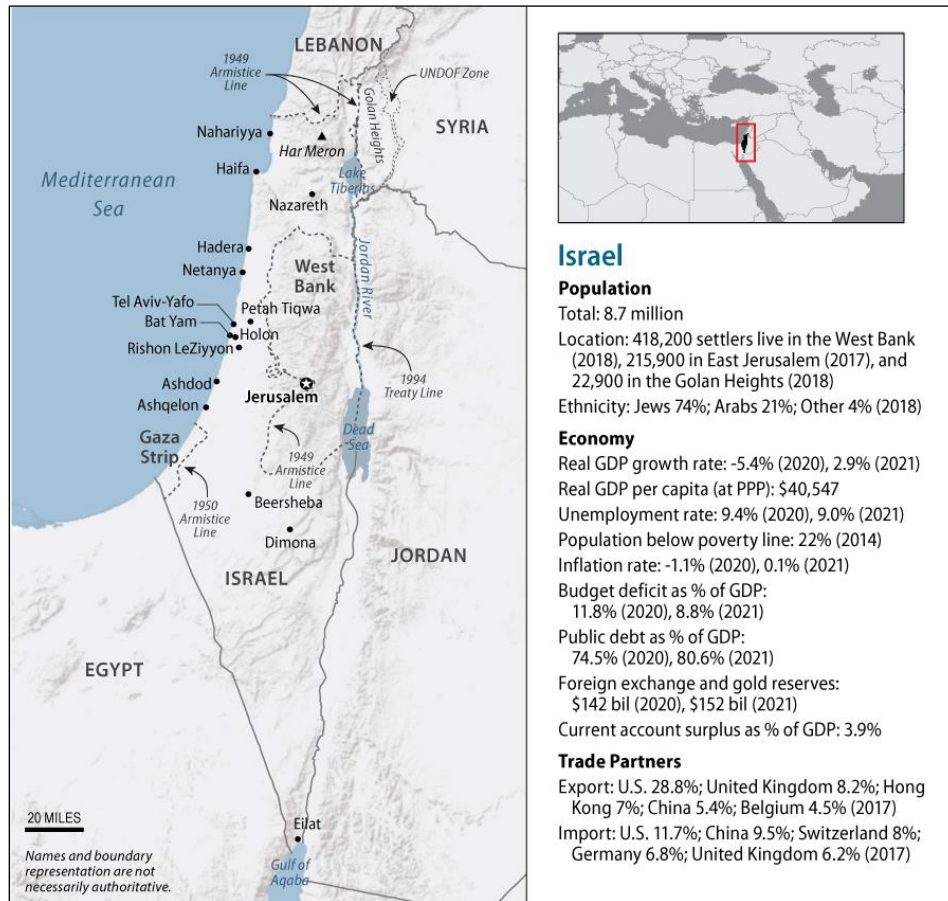 LEBANON
1949
Armistice
Line
UNDOF Zone
Golan Heights
SYRIA
Nahariyya
Har Meron
Haifa
Lake
Tiberias
Mediterranean
Sea
Nazareth
Jordan River
Hadera
West
Bank
Netanya
Tel Aviv-Yafo
Petah Tiqwa
Bat Yam
Holon
Rishon LeZiyyon
1994
Treaty Line
Ashdod
Jerusalem
Ashqelon
Dead
Sea
Gaza
Strip
1949
Armistice
Line
1950
Armistice
Line
Beersheba
Dimona
JORDAN
ISRAEL
EGYPT
20 MILES
Eilat
Names and boundary
representation are not
necessarily authoritative.
Gulf of
Aqaba
Israel
Population
Total: 8.7 million
Location: 418,200 settlers live in the West Bank
(2018), 215,900 in East Jerusalem (2017), and
22,900 in the Golan Heights (2018)
Ethnicity: Jews 74%; Arabs 21%; Other 4% (2018)
Economy
Real GDP growth rate: -5.4% (2020), 2.9% (2021)
Real GDP per capita (at PPP): $40,547
Unemployment rate: 9.4% (2020), 9.0% (2021)
Population below poverty line: 22% (2014)
Inflation rate: -1.1% (2020), 0.1% (2021)
Budget deficit as % of GDP:
11.8% (2020), 8.8% (2021)
Public debt as % of GDP:
74.5% (2020), 80.6% (2021)
Foreign exchange and gold reserves:
$142 bil (2020), $152 bil (2021)
Current account surplus as % of GDP: 3.9%
Trade Partners
Export: U.S. 28.8%; United Kingdom 8.2%; Hong
Kong 7%; China 5.4%; Belgium 4.5% (2017)
Import: U.S. 11.7%; China 9.5%; Switzerland 8%;
Germany 6.8%; United Kingdom 6.2% (2017)